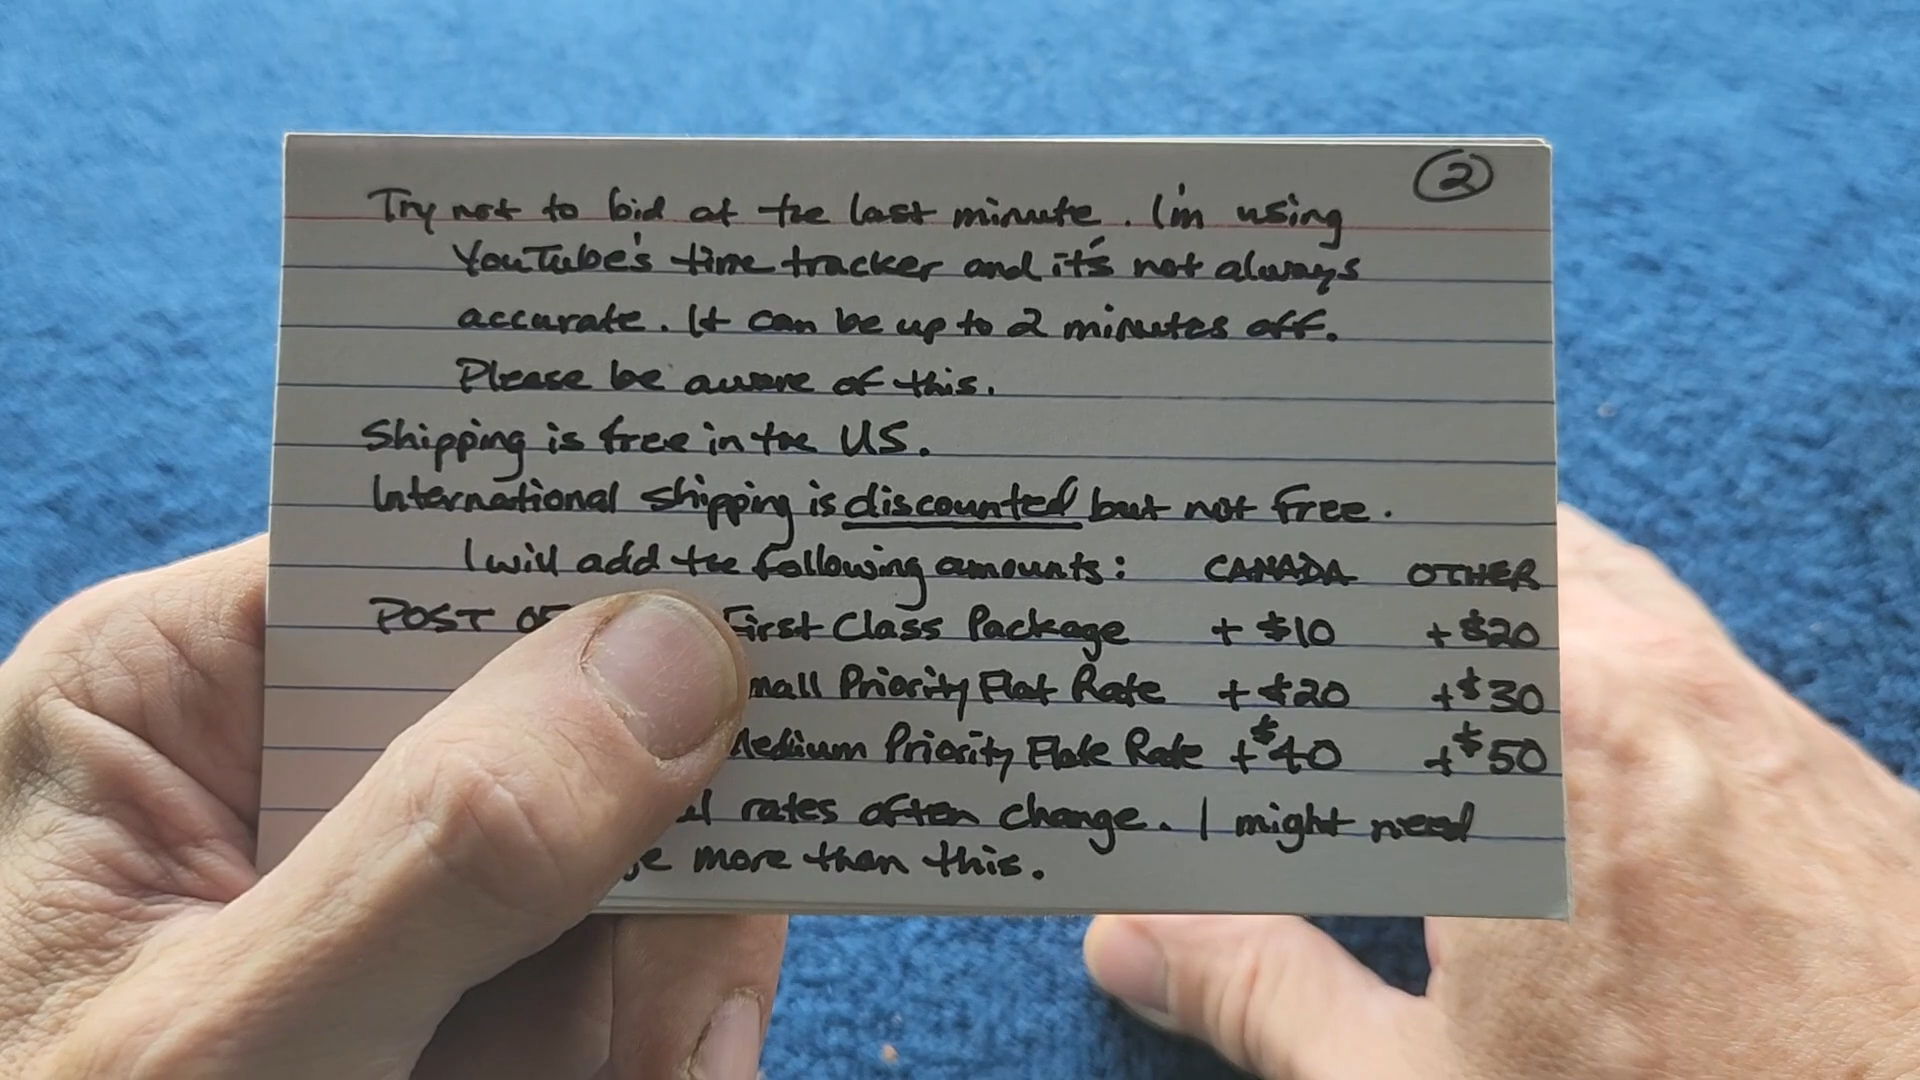 2
Try not to bid at the last minute. I'm using
YouTube's time tracker and it's not always
accurate. It can be up to 2 minutes off.
Please be aware of this.
Shipping is free in the US.
International shipping is discounted but not free.
I will add the following amounts: CANADA OTHER
POST First Class Package +$10 +$20
Priority Flat Rate +$20 +$30
Medium Priority Flate Rate +$40 +$50
rates often change. I might need
more than this.